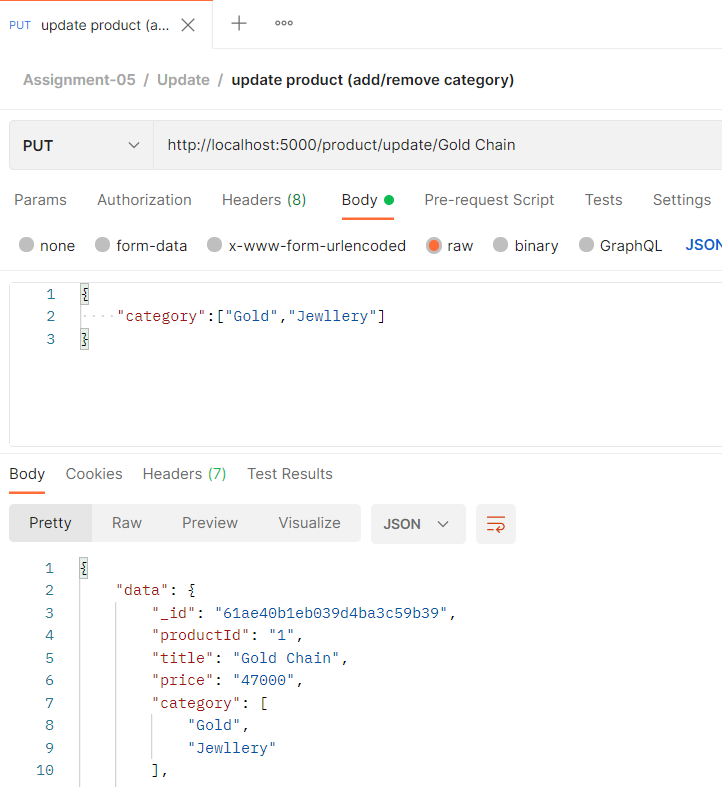 PUT update product (a...
Assignment-05 / Update / update product (add/remove category)
PUT http://localhost:5000/product/update/Gold Chain
Params Authorization Headers (8) Body Pre-request Script Tests Settings
none form-data x-www-form-urlencoded raw binary GraphQL JSON
1 {
2 "category":["Gold","Jewllery"]
3 }
Body Cookies Headers (7) Test Results
Pretty Raw Preview Visualize JSON
1 {
2 "data": {
3 "_id": "61ae40b1eb039d4ba3c59b39",
4 "productId": "1",
5 "title": "Gold Chain",
6 "price": "47000",
7 "category": [
8 "Gold",
9 "Jewllery"
10 ],